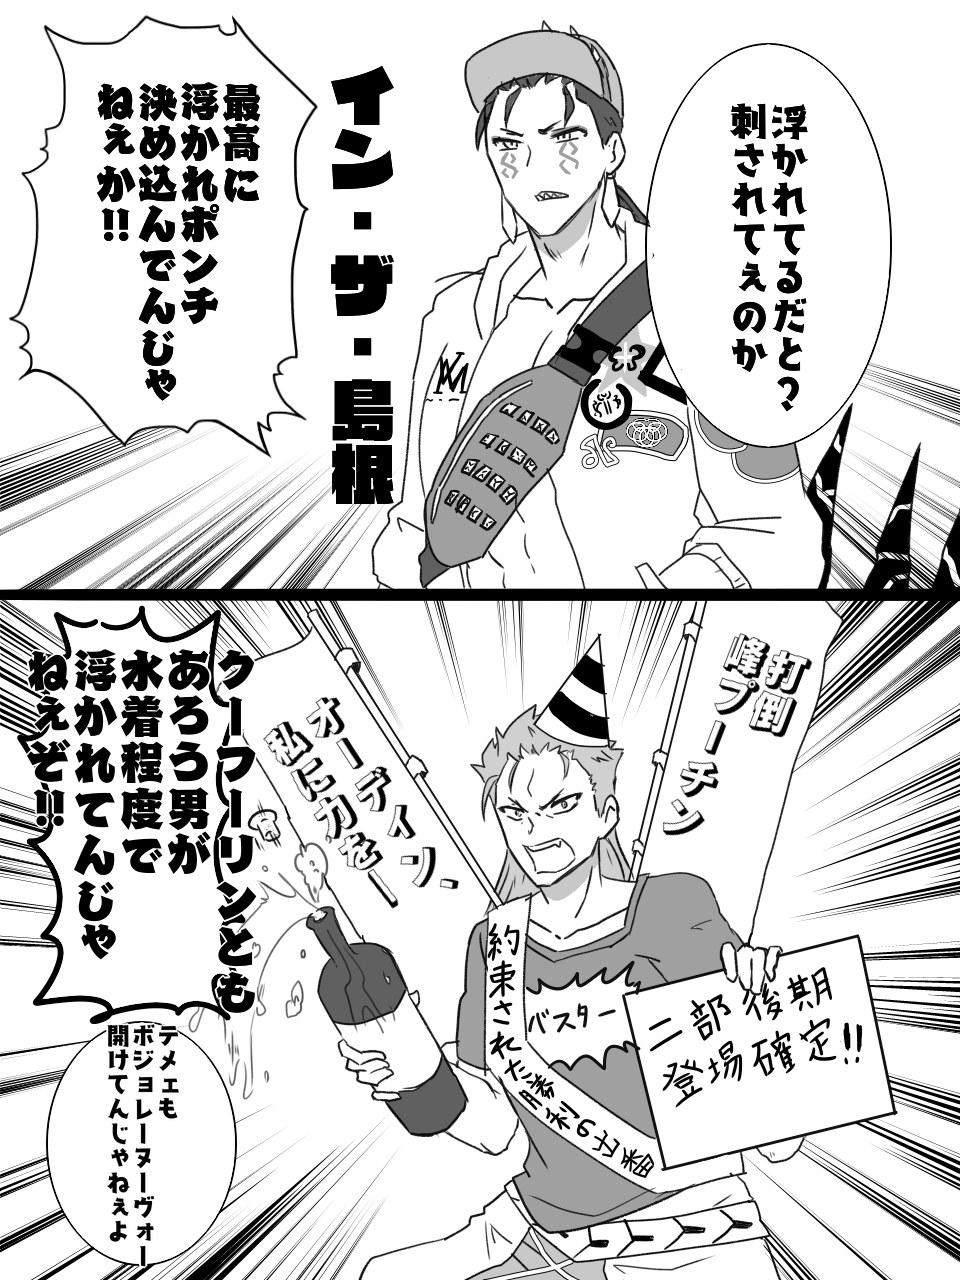 浮かれてるだと？
刺されてぇのか
イン・ザ・島根
最高に
浮かれポンチ
決め込んでんじゃ
ねぇか!!
打倒
峰プーチン
オーディン、
私に力をー
クーフーリンとも
あろう男が
水着程度で
浮かれてんじゃ
ねぇぞ!!
約束された勝利の出番
バスター
二部後期
登場確定!!
テメェも
ボジョレーヌーヴォー
開けてんじゃねぇよ